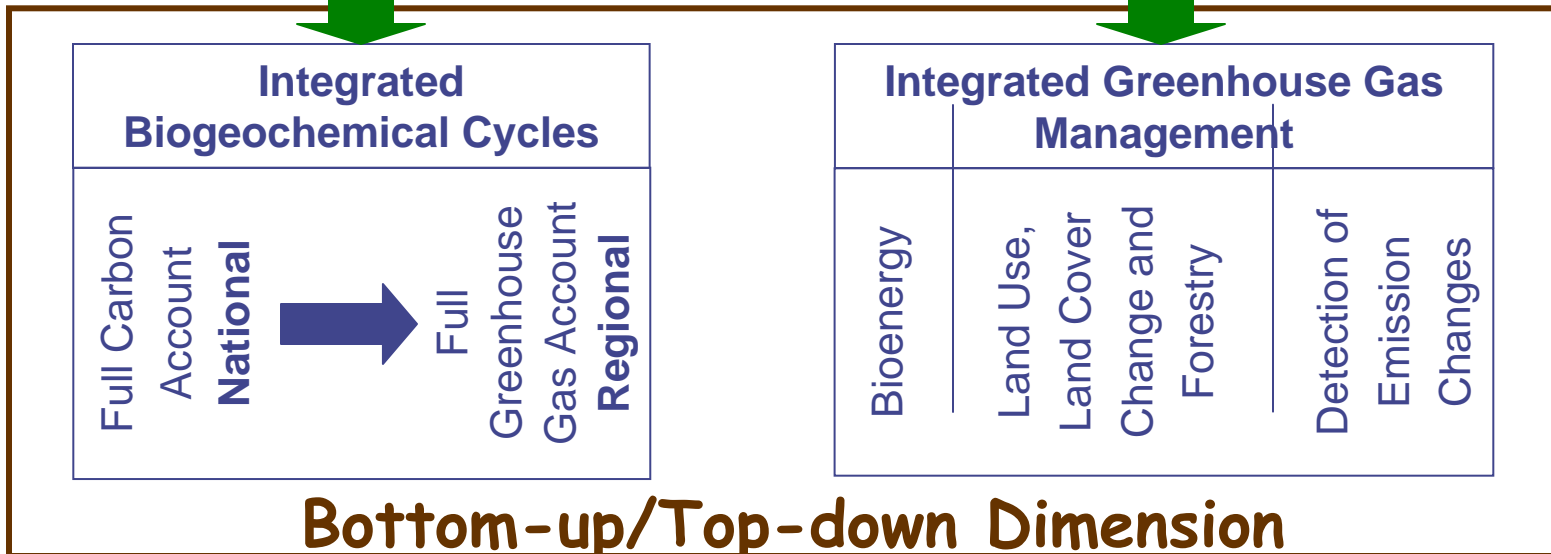 Integrated
Biogeochemical Cycles
Full Carbon
Account
National
Full
Greenhouse
Gas Account
Regional
Integrated Greenhouse Gas
Management
Bioenergy
Land Use,
Land Cover
Change and
Forestry
Detection of
Emission
Changes
Bottom-up/Top-down Dimension